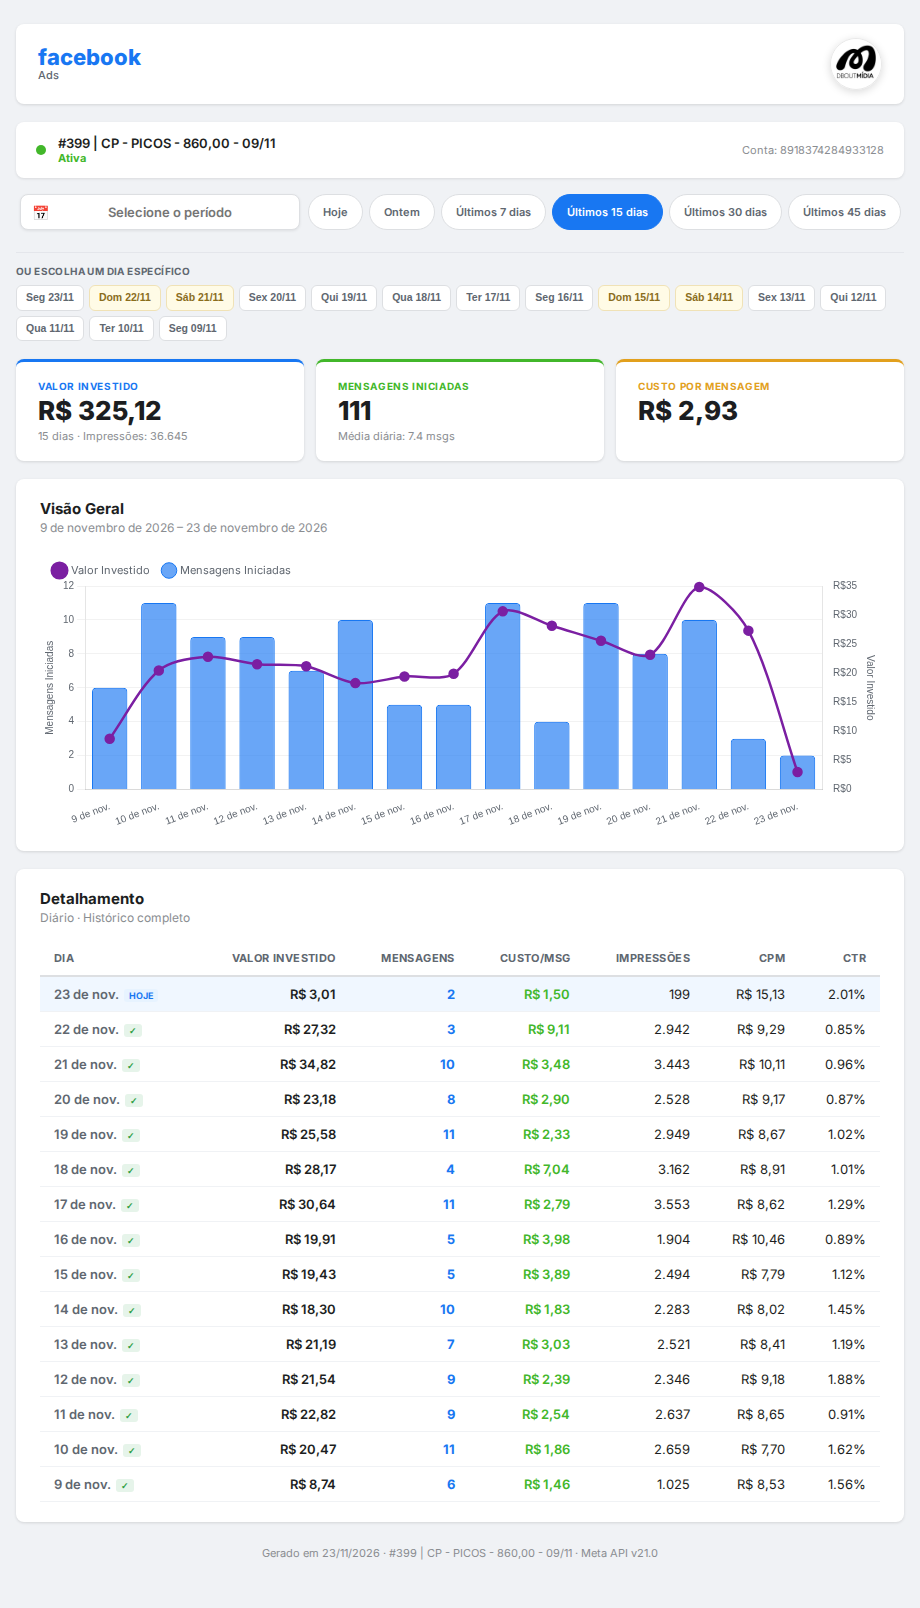 facebook
Ads
DBOUTMÍDIA
#399 | CP - PICOS - 860,00 - 09/11
Ativa
Conta: 8918374284933128
Selecione o período
Hoje
Ontem
Últimos 7 dias
Últimos 15 dias
Últimos 30 dias
Últimos 45 dias
OU ESCOLHA UM DIA ESPECÍFICO
Seg 23/11
Dom 22/11
Sáb 21/11
Sex 20/11
Qui 19/11
Qua 18/11
Ter 17/11
Seg 16/11
Dom 15/11
Sáb 14/11
Sex 13/11
Qui 12/11
Qua 11/11
Ter 10/11
Seg 09/11
VALOR INVESTIDO
R$ 325,12
15 dias · Impressões: 36.645
MENSAGENS INICIADAS
111
Média diária: 7.4 msgs
CUSTO POR MENSAGEM
R$ 2,93
Visão Geral
9 de novembro de 2026 – 23 de novembro de 2026
Valor Investido
Mensagens Iniciadas
12
10
8
6
4
2
0
Mensagens Iniciadas
R$35
R$30
R$25
R$20
R$15
R$10
R$5
R$0
Valor Investido
9 de nov.
10 de nov.
11 de nov.
12 de nov.
13 de nov.
14 de nov.
15 de nov.
16 de nov.
17 de nov.
18 de nov.
19 de nov.
20 de nov.
21 de nov.
22 de nov.
23 de nov.
Detalhamento
Diário · Histórico completo
DIA VALOR INVESTIDO MENSAGENS CUSTO/MSG IMPRESSÕES CPM CTR
23 de nov. HOJE R$ 3,01 2 R$ 1,50 199 R$ 15,13 2.01%
22 de nov. ✓ R$ 27,32 3 R$ 9,11 2.942 R$ 9,29 0.85%
21 de nov. ✓ R$ 34,82 10 R$ 3,48 3.443 R$ 10,11 0.96%
20 de nov. ✓ R$ 23,18 8 R$ 2,90 2.528 R$ 9,17 0.87%
19 de nov. ✓ R$ 25,58 11 R$ 2,33 2.949 R$ 8,67 1.02%
18 de nov. ✓ R$ 28,17 4 R$ 7,04 3.162 R$ 8,91 1.01%
17 de nov. ✓ R$ 30,64 11 R$ 2,79 3.553 R$ 8,62 1.29%
16 de nov. ✓ R$ 19,91 5 R$ 3,98 1.904 R$ 10,46 0.89%
15 de nov. ✓ R$ 19,43 5 R$ 3,89 2.494 R$ 7,79 1.12%
14 de nov. ✓ R$ 18,30 10 R$ 1,83 2.283 R$ 8,02 1.45%
13 de nov. ✓ R$ 21,19 7 R$ 3,03 2.521 R$ 8,41 1.19%
12 de nov. ✓ R$ 21,54 9 R$ 2,39 2.346 R$ 9,18 1.88%
11 de nov. ✓ R$ 22,82 9 R$ 2,54 2.637 R$ 8,65 0.91%
10 de nov. ✓ R$ 20,47 11 R$ 1,86 2.659 R$ 7,70 1.62%
9 de nov. ✓ R$ 8,74 6 R$ 1,46 1.025 R$ 8,53 1.56%
Gerado em 23/11/2026 · #399 | CP - PICOS - 860,00 - 09/11 · Meta API v21.0